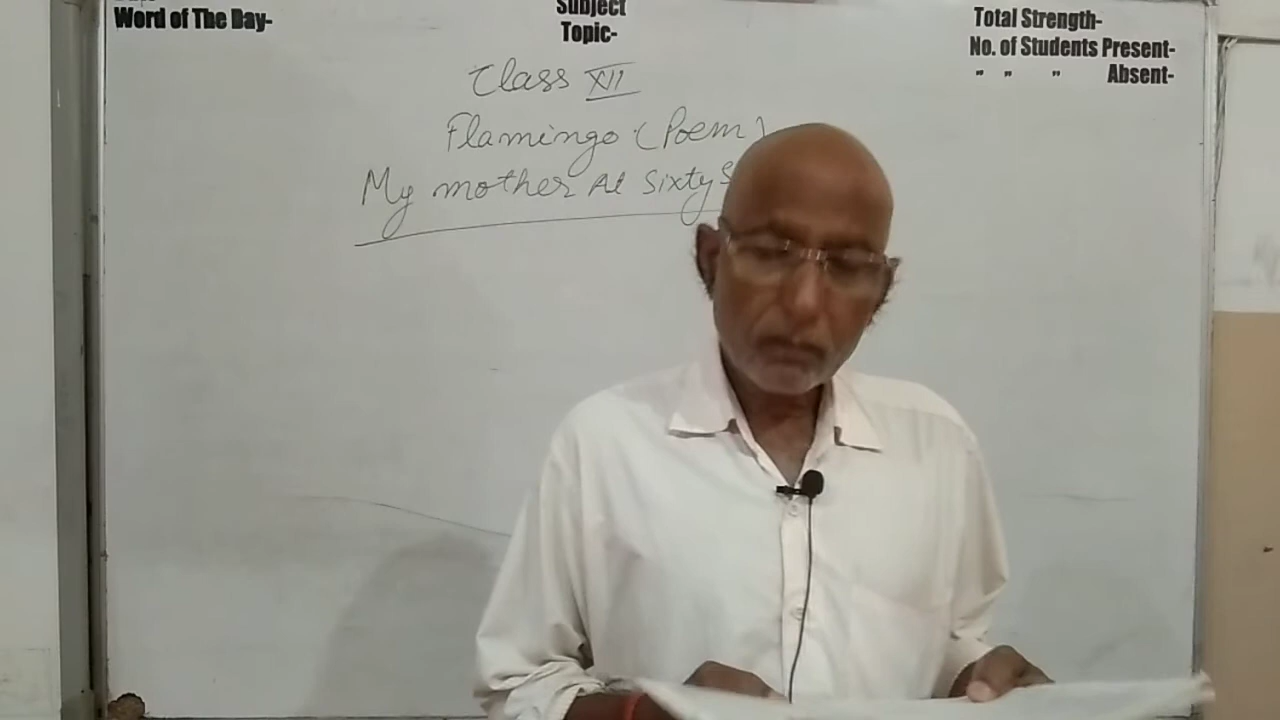 Word of The Day-
Subject
Topic-
Total Strength-
No. of Students Present-
" " " Absent-
Class XII
Flamingo (Poem)
My mother At Sixty S